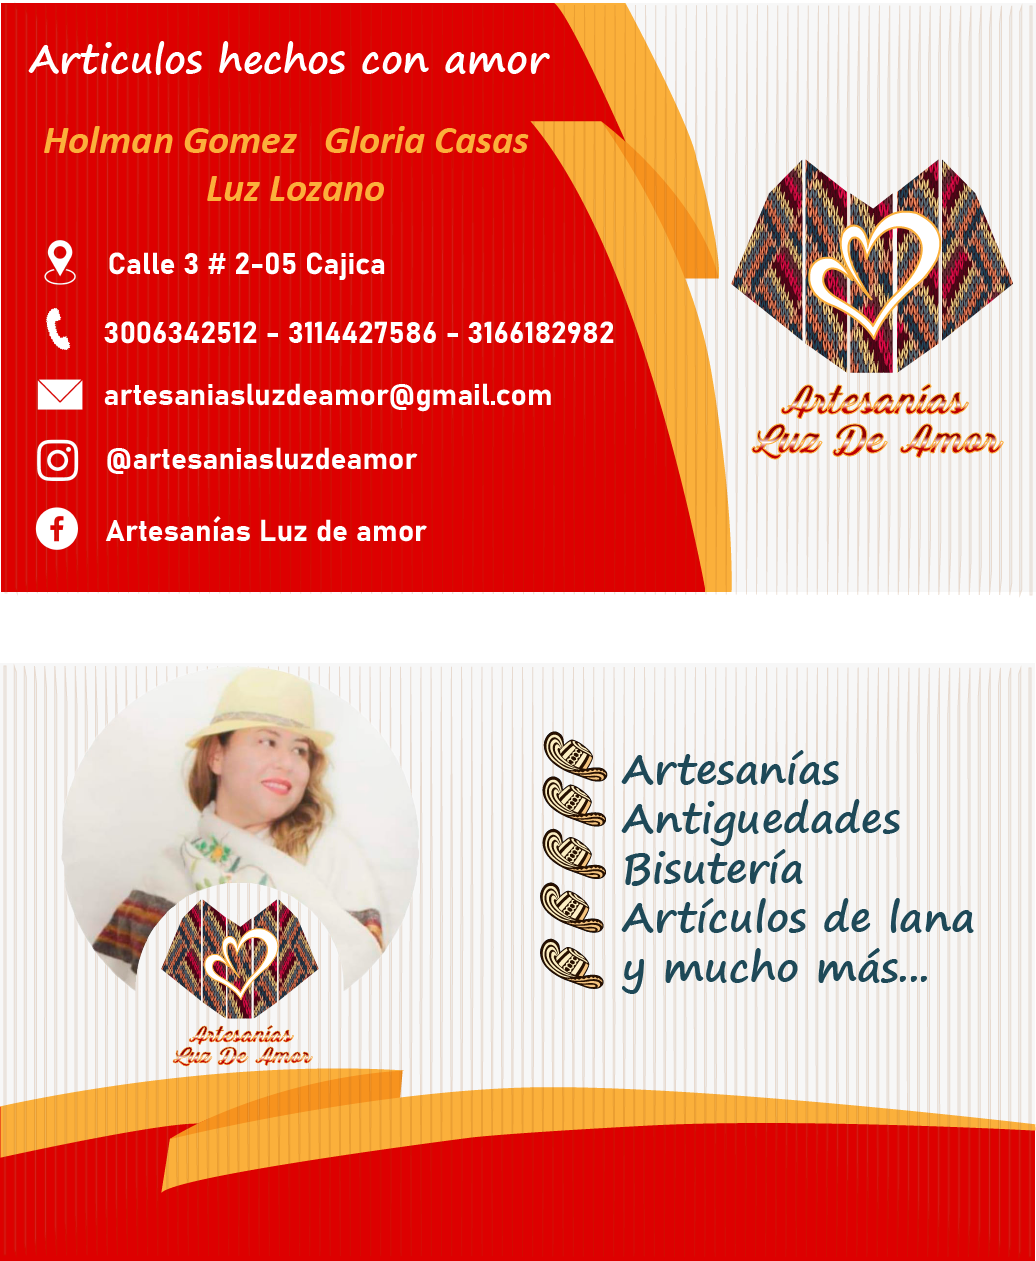 Articulos hechos con amor
Holman Gomez Gloria Casas
Luz Lozano
Calle 3 # 2-05 Cajica
3006342512 - 3114427586 - 3166182982
artesaniasluzdeamor@gmail.com
@artesaniasluzdeamor
Artesanías Luz de amor
Artesanías
Luz De Amor
Artesanías
Antiguedades
Bisutería
Artículos de lana
y mucho más...
Artesanías
Luz De Amor